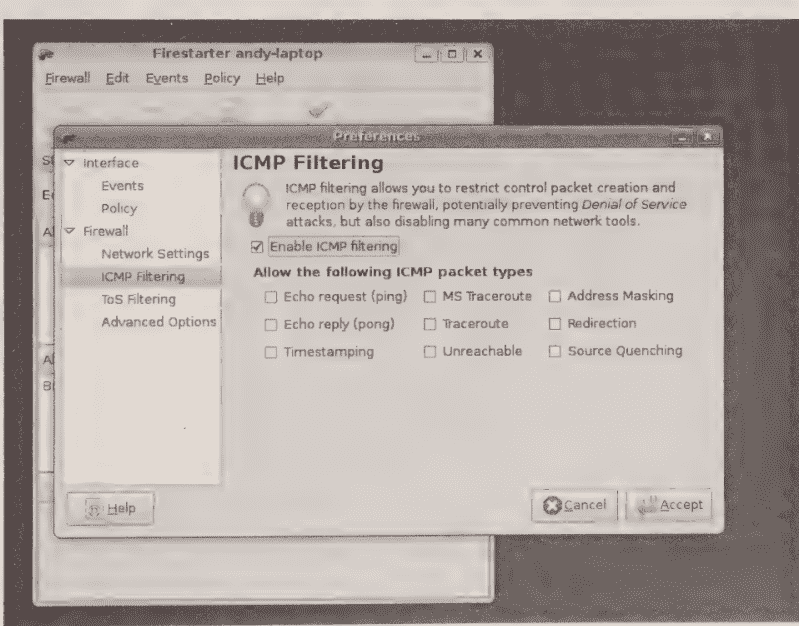 Firestarter andy-laptop
Firewall Edit Events Policy Help
Preferences
Interface
Events
Policy
Firewall
Network Settings
ICMP Filtering
ToS Filtering
Advanced Options
ICMP Filtering
ICMP filtering allows you to restrict control packet creation and
reception by the firewall, potentially preventing Denial of Service
attacks, but also disabling many common network tools.
Enable ICMP filtering
Allow the following ICMP packet types
Echo request (ping) MS Traceroute Address Masking
Echo reply (pong) Traceroute Redirection
Timestamping Unreachable Source Quenching
Help Cancel Accept